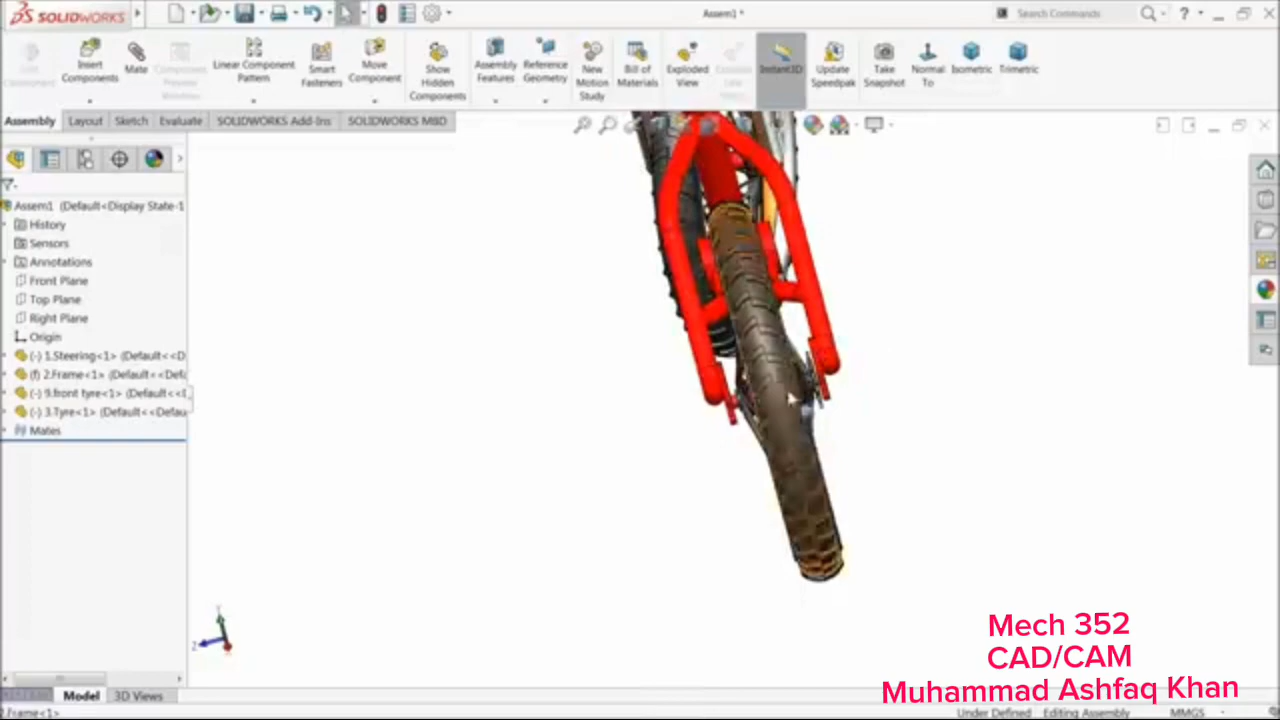 SOLIDWORKS
Assem1 *
Search Commands
Insert Components
Mate
Linear Component Pattern
Smart Fasteners
Move Component
Show Hidden Components
Assembly Features
Reference Geometry
New Motion Study
Bill of Materials
Exploded View
Instant3D
Update Speedpak
Take Snapshot
Normal To
Isometric
Trimetric
Assembly
Layout
Sketch
Evaluate
SOLIDWORKS Add-Ins
SOLIDWORKS MBD
Assem1 (Default<Display State-1
History
Sensors
Annotations
Front Plane
Top Plane
Right Plane
Origin
(-) 1.Steering<1> (Default<<D
(f) 2.Frame<1> (Default<<Defa
(-) 9.front tyre<1> (Default<<
(-) 3.Tyre<1> (Default<<Defau
Mates
Y
Z
Mech 352
CAD/CAM
Muhammad Ashfaq Khan
Model
3D Views
2.Frame<1>
Under Defined
Editing Assembly
MMGS